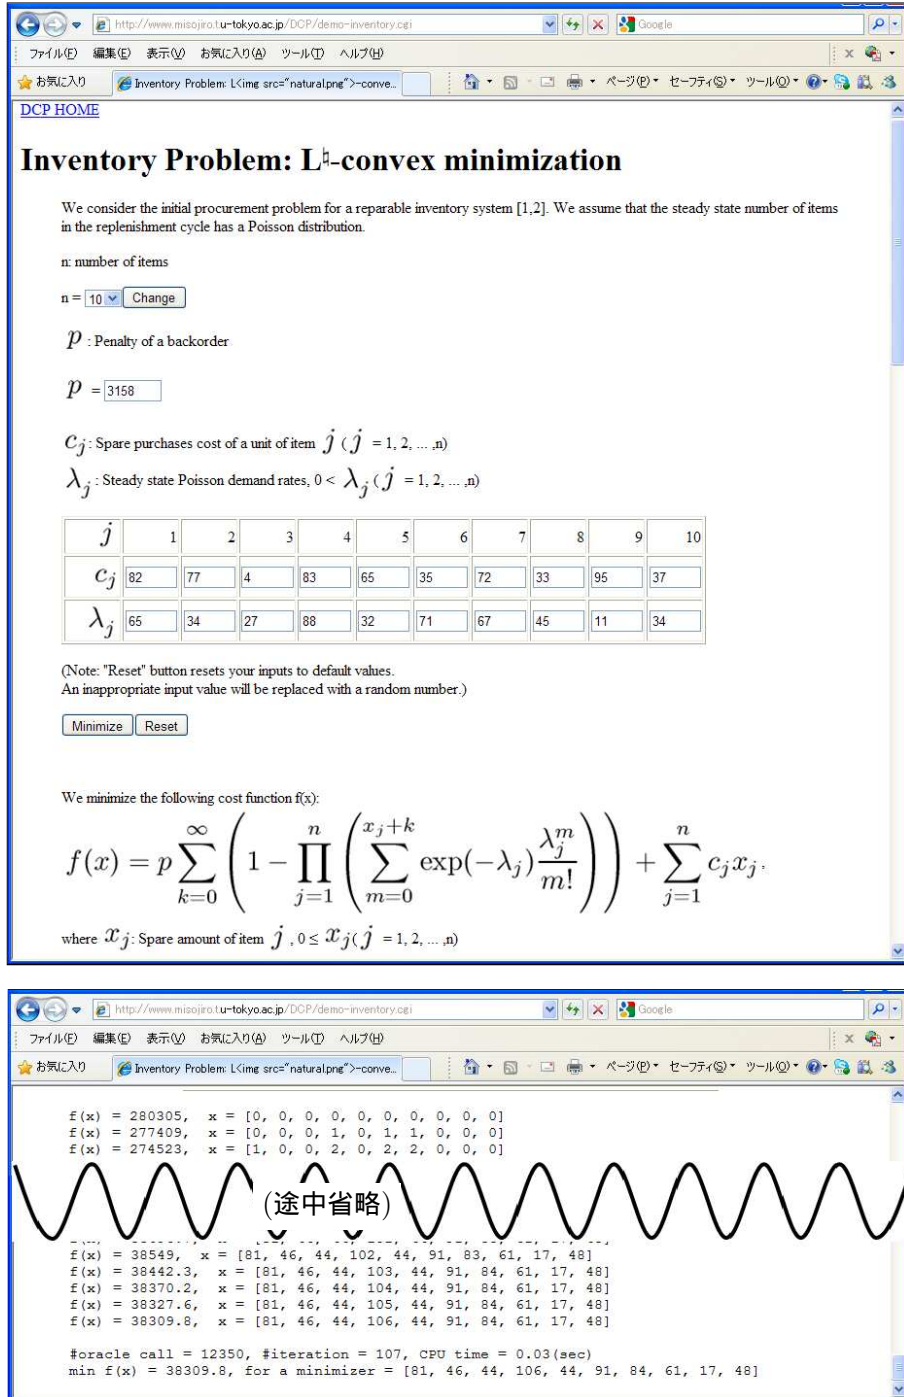 http://www.misojiro.t.u-tokyo.ac.jp/DCP/demo-inventory.cgi
Google
ファイル(F) 編集(E) 表示(V) お気に入り(A) ツール(T) ヘルプ(H)
お気に入り Inventory Problem: L<img src="natural.png">-conve... ページ(P) セーフティ(S) ツール(O)
DCP HOME
Inventory Problem: L♮-convex minimization
We consider the initial procurement problem for a reparable inventory system [1,2]. We assume that the steady state number of items
in the replenishment cycle has a Poisson distribution.
n: number of items
n = 10 Change
p : Penalty of a backorder
p = 3158
c_j : Spare purchases cost of a unit of item j (j = 1, 2, ... ,n)
λ_j : Steady state Poisson demand rates, 0 < λ_j (j = 1, 2, ... ,n)
j 1 2 3 4 5 6 7 8 9 10
c_j 82 77 4 83 65 35 72 33 95 37
λ_j 65 34 27 88 32 71 67 45 11 34
(Note: "Reset" button resets your inputs to default values.
An inappropriate input value will be replaced with a random number.)
Minimize Reset
We minimize the following cost function f(x):
f(x) = p ∑_{k=0}^{∞} ( 1 − ∏_{j=1}^{n} ( ∑_{m=0}^{x_j+k} exp(−λ_j) λ_j^m / m! ) ) + ∑_{j=1}^{n} c_j x_j ,
where x_j : Spare amount of item j , 0 ≤ x_j (j = 1, 2, ... ,n)
http://www.misojiro.t.u-tokyo.ac.jp/DCP/demo-inventory.cgi
Google
ファイル(F) 編集(E) 表示(V) お気に入り(A) ツール(T) ヘルプ(H)
お気に入り Inventory Problem: L<img src="natural.png">-conve... ページ(P) セーフティ(S) ツール(O)
f(x) = 280305, x = [0, 0, 0, 0, 0, 0, 0, 0, 0, 0]
f(x) = 277409, x = [0, 0, 0, 1, 0, 1, 1, 0, 0, 0]
f(x) = 274523, x = [1, 0, 0, 2, 0, 2, 2, 0, 0, 0]
(途中省略)
f(x) = 38549, x = [81, 46, 44, 102, 44, 91, 83, 61, 17, 48]
f(x) = 38442.3, x = [81, 46, 44, 103, 44, 91, 84, 61, 17, 48]
f(x) = 38370.2, x = [81, 46, 44, 104, 44, 91, 84, 61, 17, 48]
f(x) = 38327.6, x = [81, 46, 44, 105, 44, 91, 84, 61, 17, 48]
f(x) = 38309.8, x = [81, 46, 44, 106, 44, 91, 84, 61, 17, 48]
#oracle call = 12350, #iteration = 107, CPU time = 0.03(sec)
min f(x) = 38309.8, for a minimizer = [81, 46, 44, 106, 44, 91, 84, 61, 17, 48]